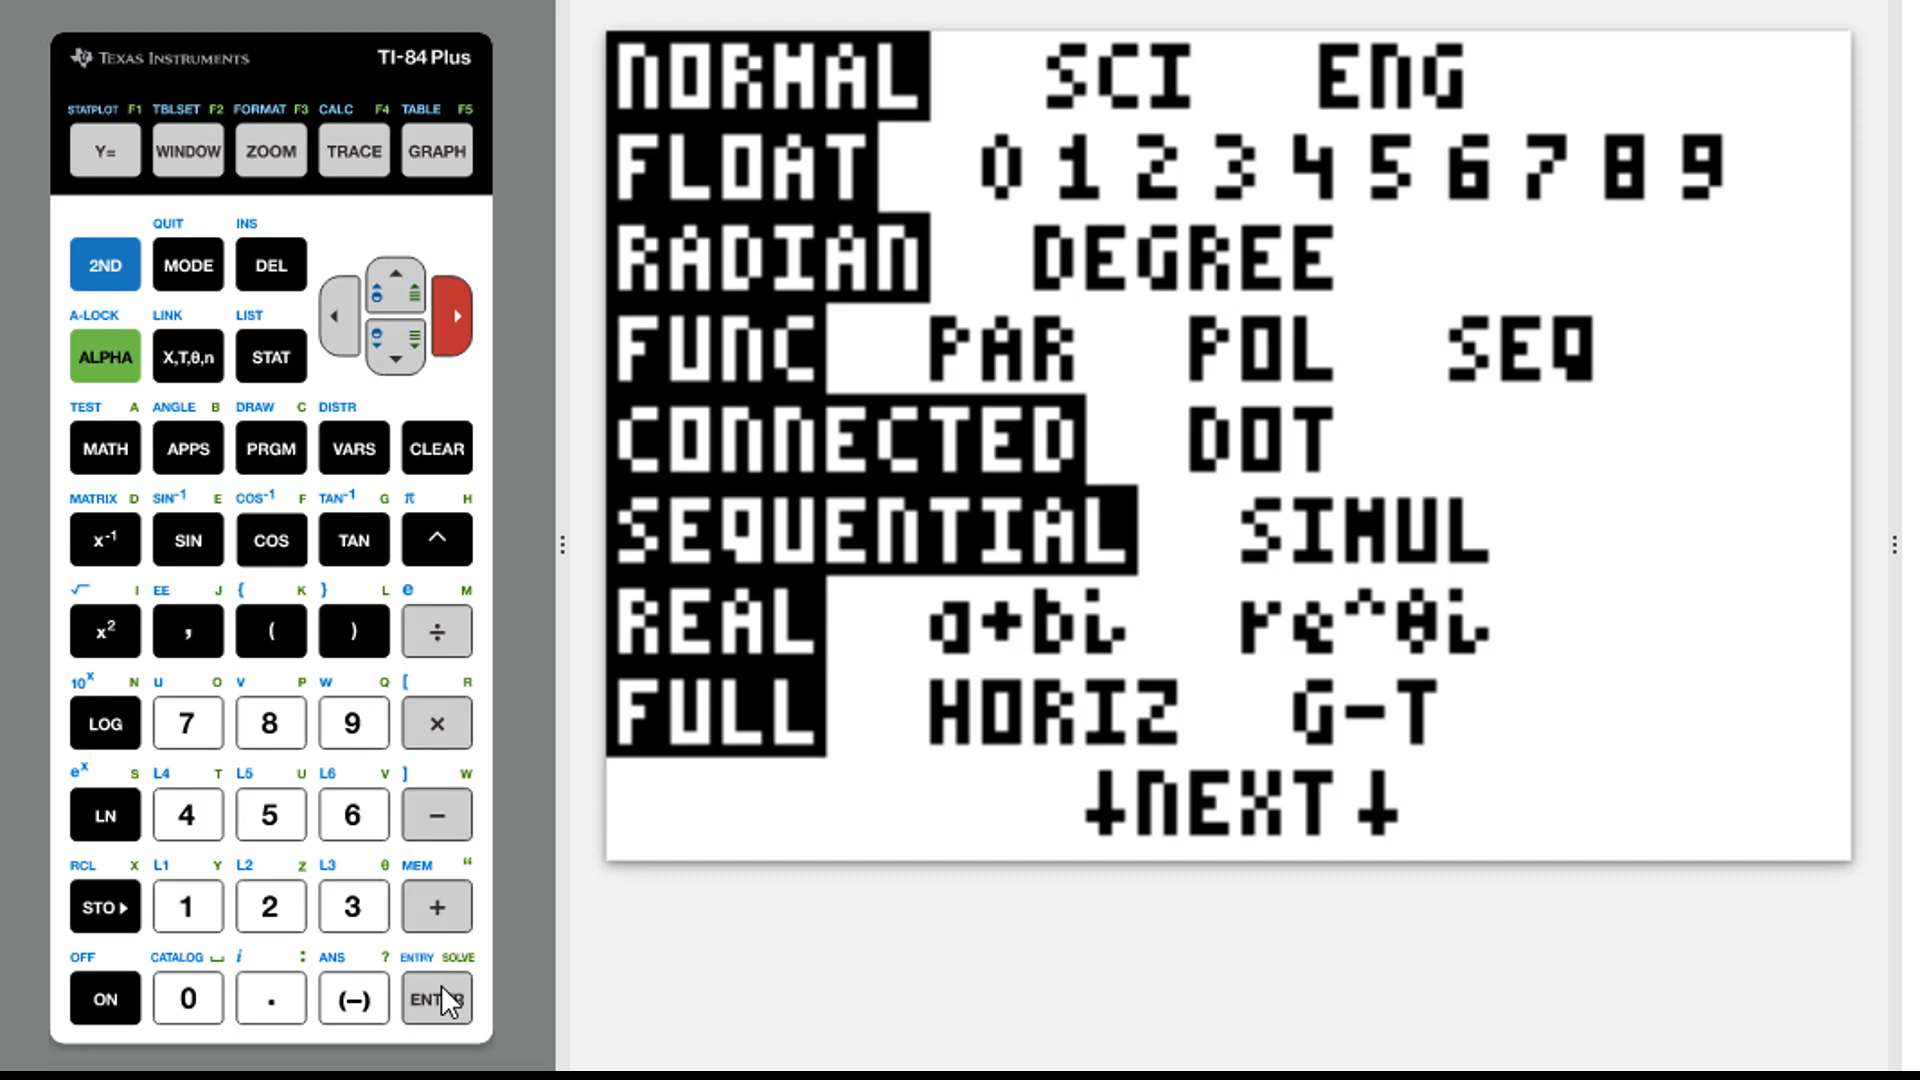 TEXAS INSTRUMENTS TI-84 Plus
STATPLOT F1 TBLSET F2 FORMAT F3 CALC F4 TABLE F5
Y= WINDOW ZOOM TRACE GRAPH
QUIT INS
2ND MODE DEL
A-LOCK LINK LIST
ALPHA X,T,θ,n STAT
TEST A ANGLE B DRAW C DISTR
MATH APPS PRGM VARS CLEAR
MATRIX D SIN⁻¹ E COS⁻¹ F TAN⁻¹ G π H
x⁻¹ SIN COS TAN ^
√ I EE J { K } L e M
x² , ( ) ÷
10ˣ N u O v P w Q [ R
LOG 7 8 9 ×
eˣ S L4 T L5 U L6 V ] W
LN 4 5 6 −
RCL X L1 Y L2 Z L3 θ MEM “
STO▶ 1 2 3 +
OFF CATALOG ⎵ i : ANS ? ENTRY SOLVE
ON 0 . (−) ENTER
NORMAL SCI ENG
FLOAT 0 1 2 3 4 5 6 7 8 9
RADIAN DEGREE
FUNC PAR POL SEQ
CONNECTED DOT
SEQUENTIAL SIMUL
REAL a+bi re^θi
FULL HORIZ G-T
↓NEXT↓